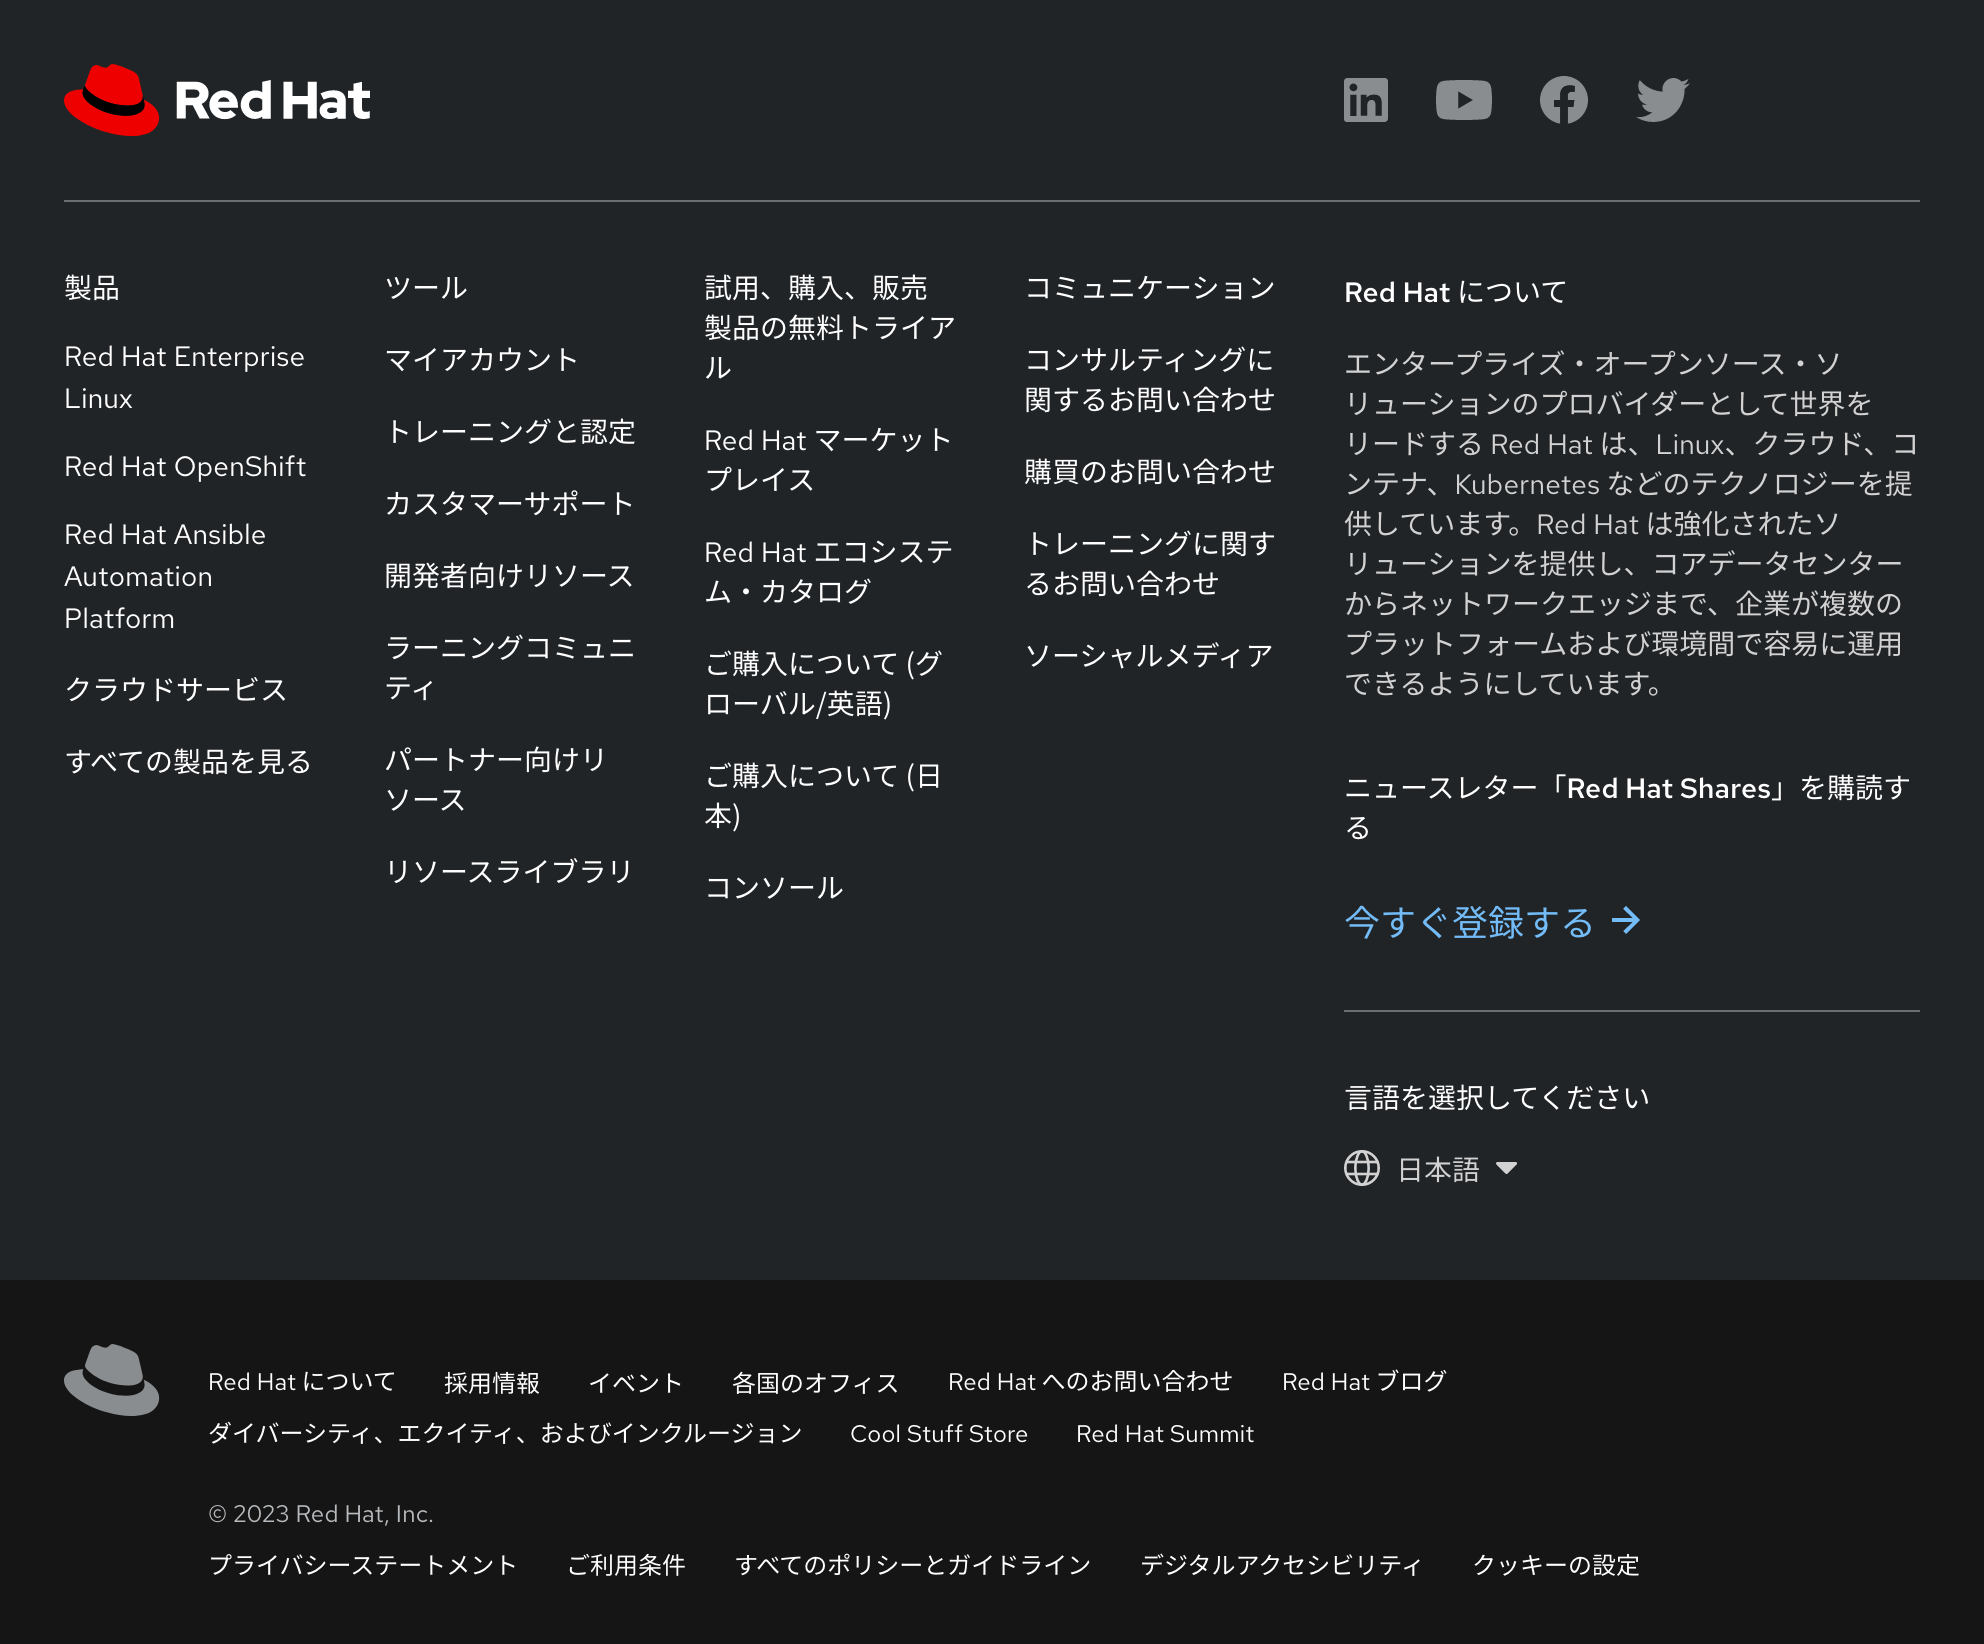 Red Hat
製品
Red Hat Enterprise
Linux
Red Hat OpenShift
Red Hat Ansible
Automation
Platform
クラウドサービス
すべての製品を見る
ツール
マイアカウント
トレーニングと認定
カスタマーサポート
開発者向けリソース
ラーニングコミュニ
ティ
パートナー向けリ
ソース
リソースライブラリ
試用、購入、販売
製品の無料トライア
ル
Red Hat マーケット
プレイス
Red Hat エコシステ
ム・カタログ
ご購入について (グ
ローバル/英語)
ご購入について (日
本)
コンソール
コミュニケーション
コンサルティングに
関するお問い合わせ
購買のお問い合わせ
トレーニングに関す
るお問い合わせ
ソーシャルメディア
Red Hat について
エンタープライズ・オープンソース・ソ
リューションのプロバイダーとして世界を
リードする Red Hat は、Linux、クラウド、コ
ンテナ、Kubernetes などのテクノロジーを提
供しています。Red Hat は強化されたソ
リューションを提供し、コアデータセンター
からネットワークエッジまで、企業が複数の
プラットフォームおよび環境間で容易に運用
できるようにしています。
ニュースレター「Red Hat Shares」を購読す
る
今すぐ登録する →
言語を選択してください
日本語
Red Hat について 採用情報 イベント 各国のオフィス Red Hat へのお問い合わせ Red Hat ブログ
ダイバーシティ、エクイティ、およびインクルージョン Cool Stuff Store Red Hat Summit
© 2023 Red Hat, Inc.
プライバシーステートメント ご利用条件 すべてのポリシーとガイドライン デジタルアクセシビリティ クッキーの設定